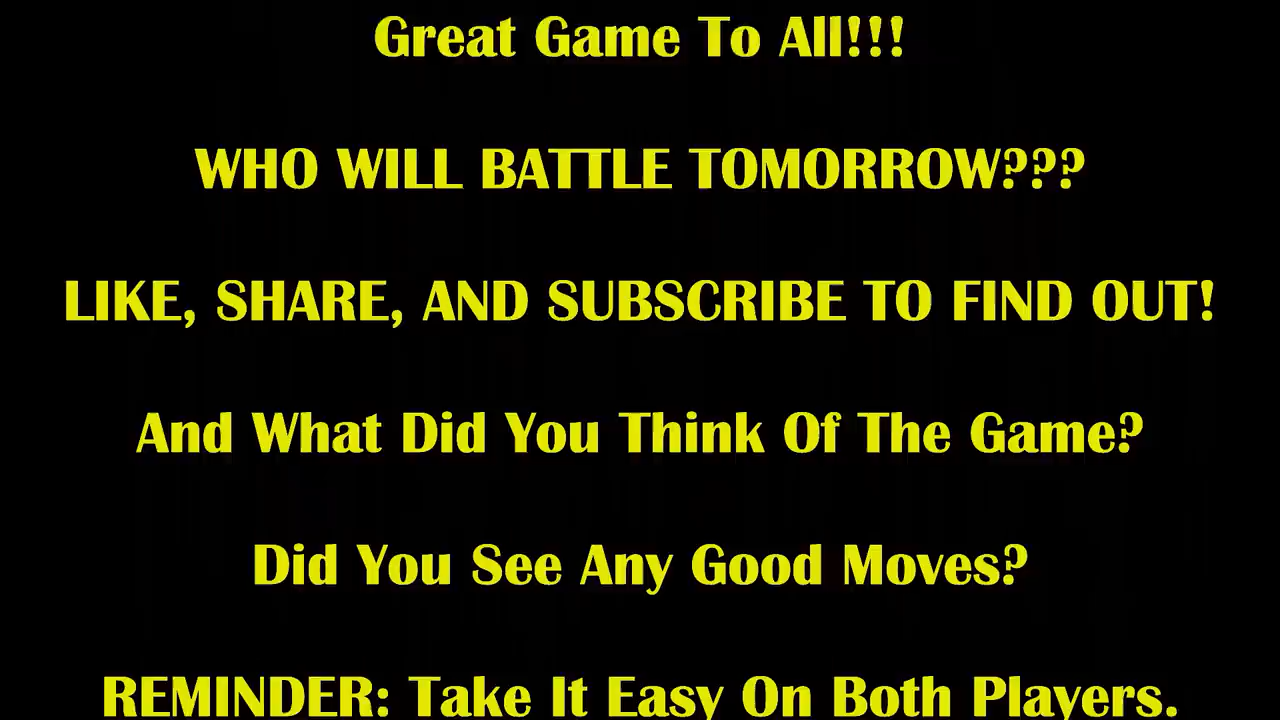 Great Game To All!!!
WHO WILL BATTLE TOMORROW???
LIKE, SHARE, AND SUBSCRIBE TO FIND OUT!
And What Did You Think Of The Game?
Did You See Any Good Moves?
REMINDER: Take It Easy On Both Players.